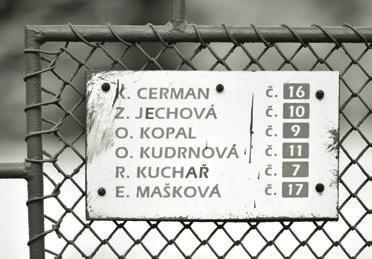 K. CERMAN č. 16
Z. JECHOVÁ č. 10
O. KOPAL č. 9
O. KUDRNOVÁ č. 11
R. KUCHAŘ č. 7
E. MAŠKOVÁ č. 17